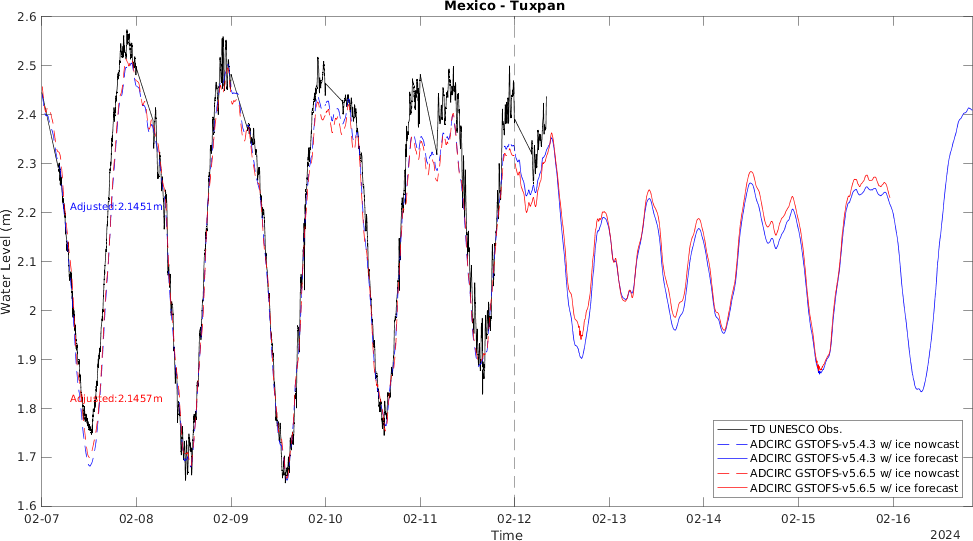 Mexico - Tuxpan
Water Level (m)
2.6
2.5
2.4
2.3
2.2
2.1
2
1.9
1.8
1.7
1.6
Adjusted:2.1451m
Adjusted:2.1457m
TD UNESCO Obs.
ADCIRC GSTOFS-v5.4.3 w/ ice nowcast
ADCIRC GSTOFS-v5.4.3 w/ ice forecast
ADCIRC GSTOFS-v5.6.5 w/ ice nowcast
ADCIRC GSTOFS-v5.6.5 w/ ice forecast
02-07 02-08 02-09 02-10 02-11 02-12 02-13 02-14 02-15 02-16
Time
2024